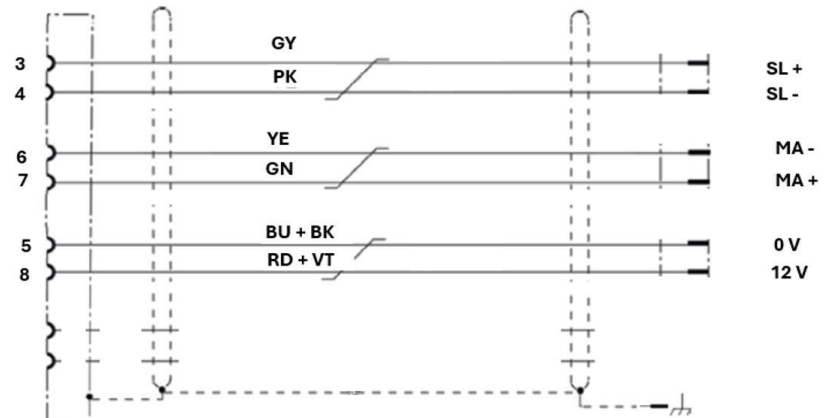 3 GY SL +
4 PK SL -
6 YE MA -
7 GN MA +
5 BU + BK 0 V
8 RD + VT 12 V